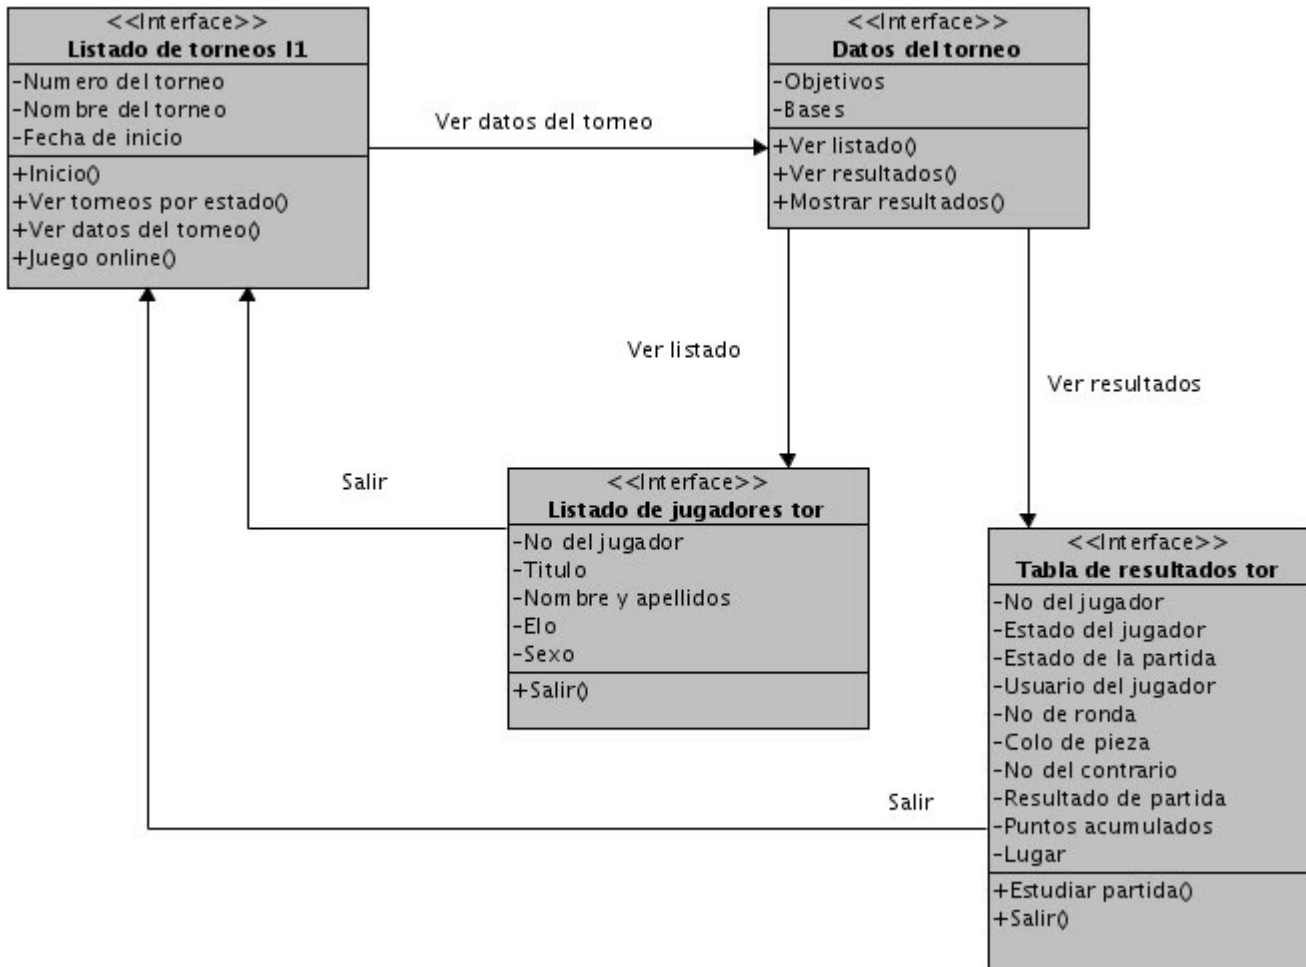 <<Interface>>
Listado de torneos I1
-Numero del torneo
-Nombre del torneo
-Fecha de inicio
+Inicio()
+Ver torneos por estado()
+Ver datos del torneo()
+Juego online()
Ver datos del torneo
<<Interface>>
Datos del torneo
-Objetivos
-Bases
+Ver listado()
+Ver resultados()
+Mostrar resultados()
Ver listado
Ver resultados
Salir
<<Interface>>
Listado de jugadores tor
-No del jugador
-Titulo
-Nombre y apellidos
-Elo
-Sexo
+Salir()
<<Interface>>
Tabla de resultados tor
-No del jugador
-Estado del jugador
-Estado de la partida
-Usuario del jugador
-No de ronda
-Colo de pieza
-No del contrario
-Resultado de partida
-Puntos acumulados
-Lugar
+Estudiar partida()
+Salir()
Salir